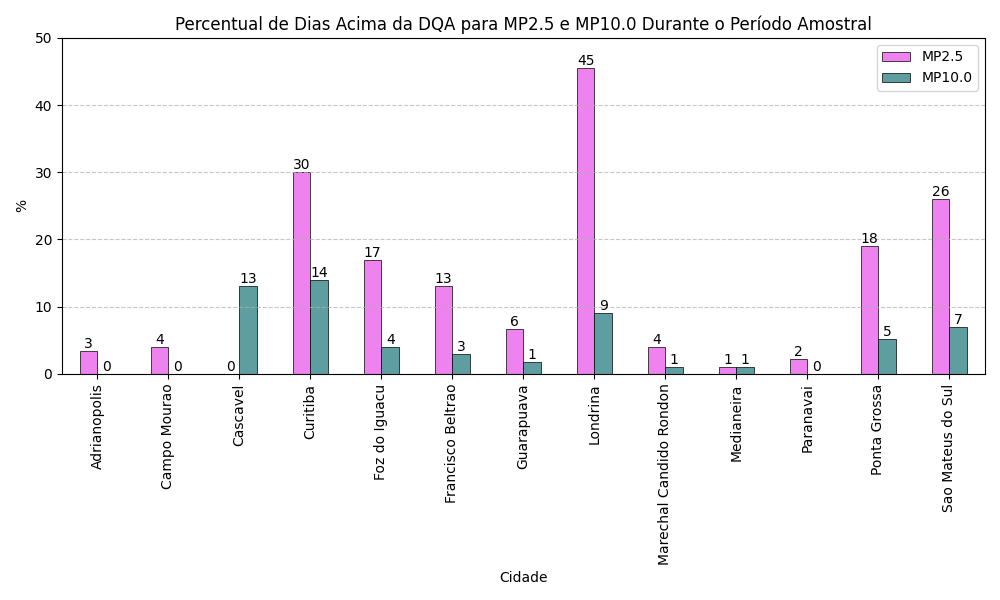 Percentual de Dias Acima da DQA para MP2.5 e MP10.0 Durante o Período Amostral
MP2.5
MP10.0
%
50
40
30
20
10
0
3 0
4 0
0 13
30 14
17 4
13 3
6 1
45 9
4 1
1 1
2 0
18 5
26 7
Adrianopolis
Campo Mourao
Cascavel
Curitiba
Foz do Iguacu
Francisco Beltrao
Guarapuava
Londrina
Marechal Candido Rondon
Medianeira
Paranavai
Ponta Grossa
Sao Mateus do Sul
Cidade